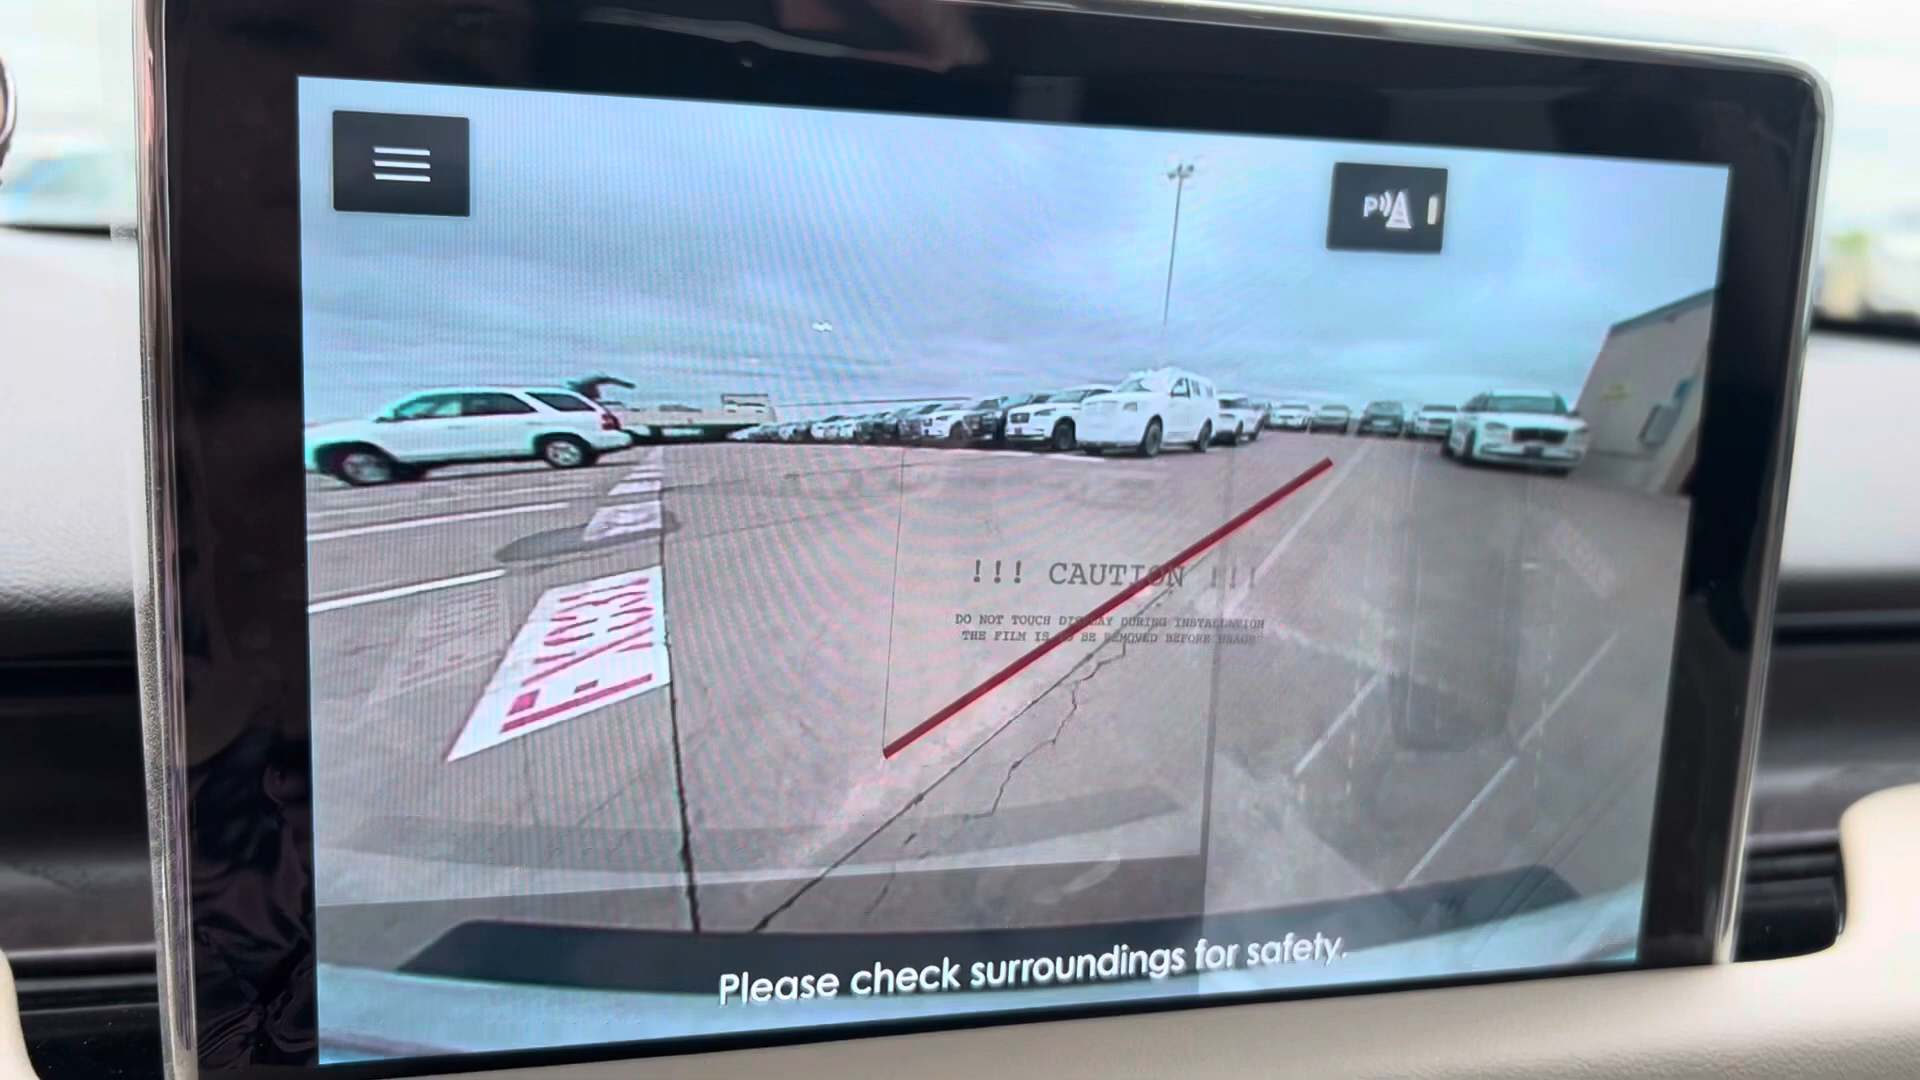 P
!!! CAUTION !!!
DO NOT TOUCH DISPLAY DURING INSTALLATION
THE FILM IS TO BE REMOVED BEFORE USAGE
Please check surroundings for safety.